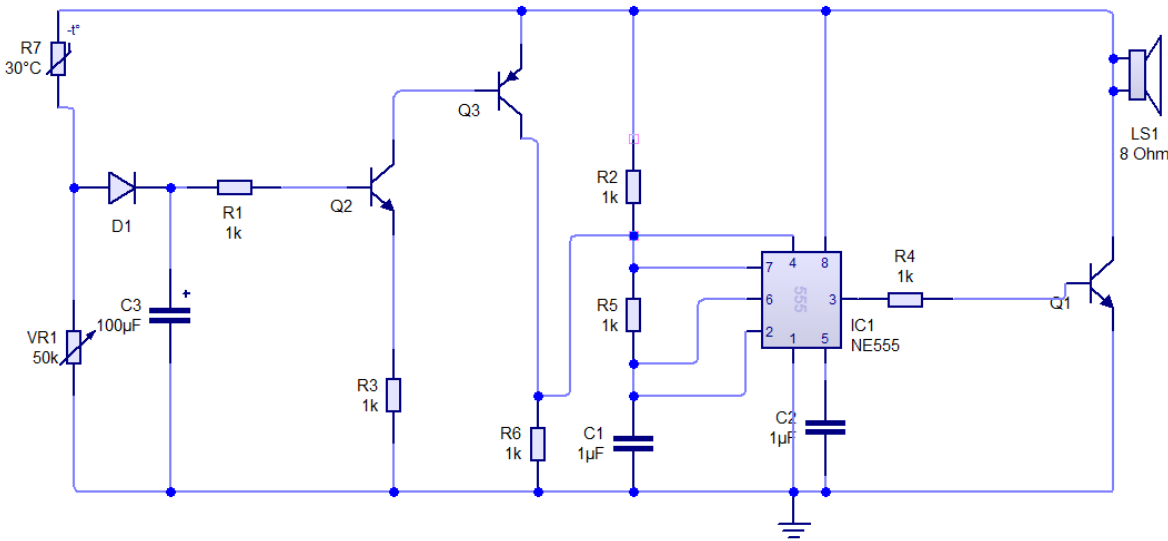 -t°
R7
30°C
Q3
LS1
8 Ohm
R2
1k
D1
R1
1k
Q2
4
8
7
6
2
555
3
1
5
R4
1k
Q1
IC1
NE555
C3
+
100µF
R5
1k
VR1
50k
R3
1k
R6
1k
C1
1µF
C2
1µF